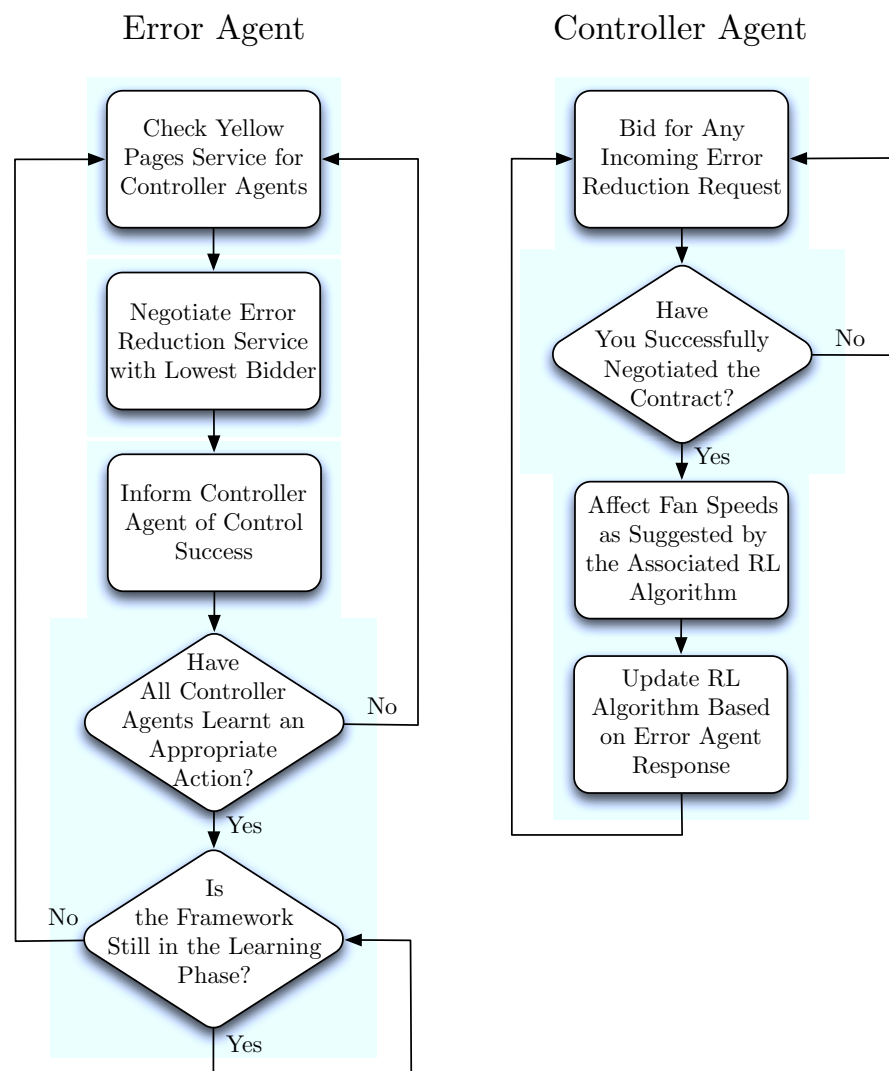 Error Agent
Check Yellow
Pages Service for
Controller Agents
Negotiate Error
Reduction Service
with Lowest Bidder
Inform Controller
Agent of Control
Success
Have
All Controller
Agents Learnt an
Appropriate
Action?
No
Yes
Is
the Framework
Still in the Learning
Phase?
No
Yes
Controller Agent
Bid for Any
Incoming Error
Reduction Request
Have
You Successfully
Negotiated the
Contract?
No
Yes
Affect Fan Speeds
as Suggested by
the Associated RL
Algorithm
Update RL
Algorithm Based
on Error Agent
Response